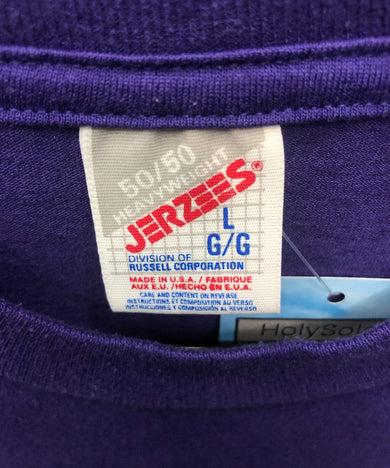 50/50
HEAVYWEIGHT
JERZEES®
L
G/G
DIVISION OF
RUSSELL CORPORATION
MADE IN U.S.A./ FABRIQUE
AUX E.U./HECHO EN E.U.A.
CARE AND CONTENT ON REVERSE
INSTRUCTIONS ET COMPOSITION AU VERSO
INSTRUCCIONES Y COMPOSICION AL REVERSO